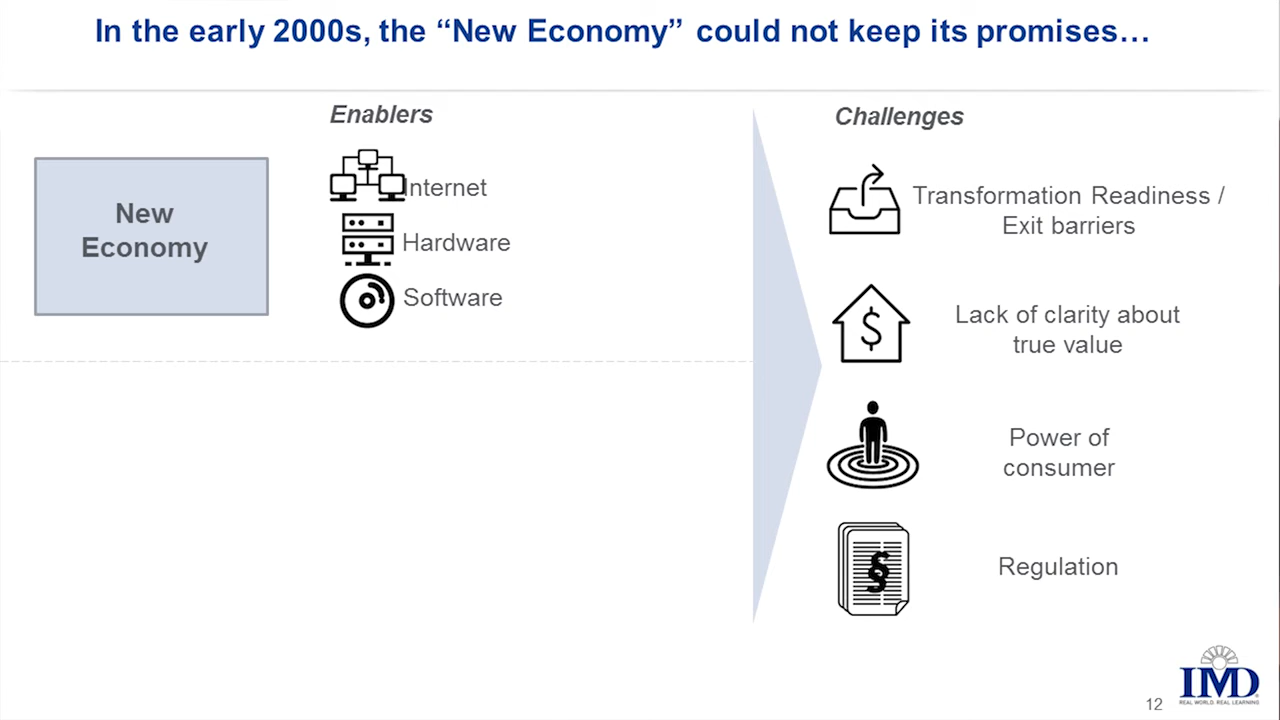 In the early 2000s, the “New Economy” could not keep its promises…
Enablers
New
Economy
Internet
Hardware
Software
Challenges
Transformation Readiness /
Exit barriers
$
Lack of clarity about
true value
Power of
consumer
§
Regulation
12
IMD
REAL WORLD. REAL LEARNING